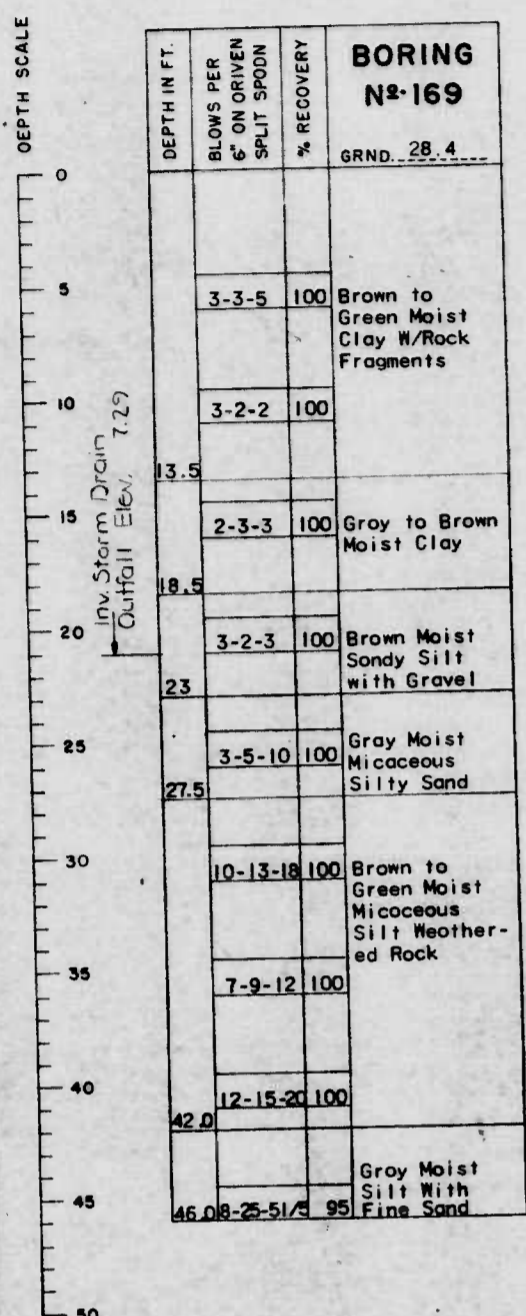 DEPTH SCALE
DEPTH IN FT.
BLOWS PER
6" ON DRIVEN
SPLIT SPOON
% RECOVERY
BORING
Nº·169
GRND. 28.4
0
5
3-3-5 100 Brown to
Green Moist
Clay W/Rock
Fragments
10
3-2-2 100
13.5
15
2-3-3 100 Gray to Brown
Moist Clay
18.5
Inv. Storm Drain
Outfall Elev. 7.29
20
3-2-3 100 Brown Moist
Sandy Silt
with Gravel
23
25
3-5-10 100 Gray Moist
Micaceous
Silty Sand
27.5
30
10-13-18 100 Brown to
Green Moist
Micaceous
Silt Weather-
ed Rock
35
7-9-12 100
40
12-15-20 100
42.0
Gray Moist
Silt With
Fine Sand
45
46.0 8-25-51/5 95
50